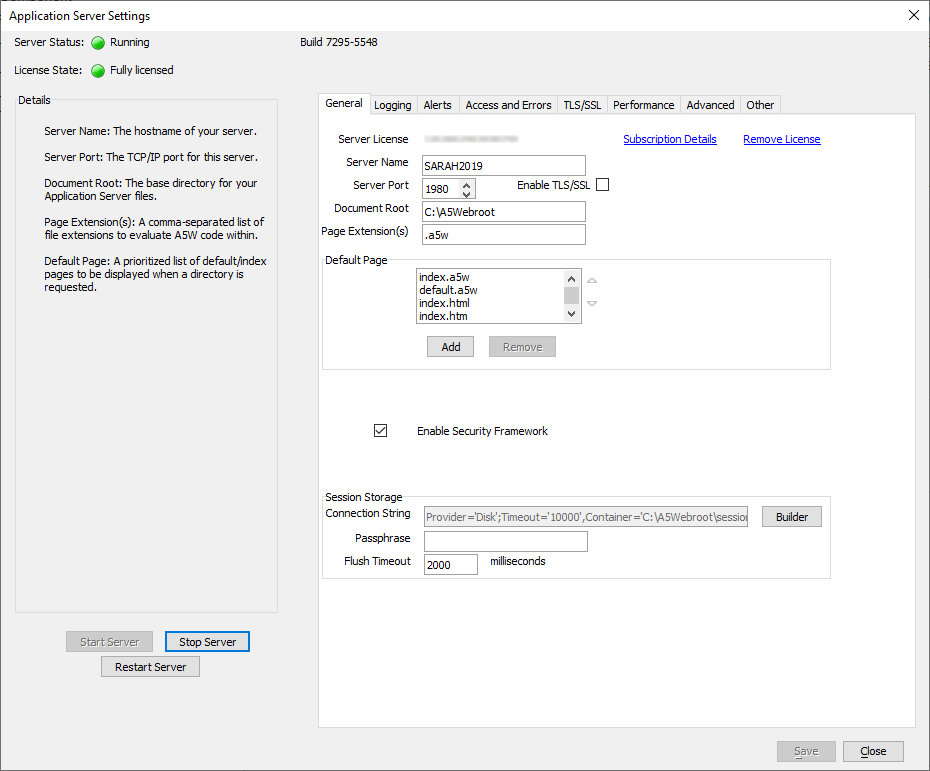 Application Server Settings
Server Status: Running
Build 7295-5548
License State: Fully licensed
Details
Server Name: The hostname of your server.
Server Port: The TCP/IP port for this server.
Document Root: The base directory for your
Application Server files.
Page Extension(s): A comma-separated list of
file extensions to evaluate A5W code within.
Default Page: A prioritized list of default/index
pages to be displayed when a directory is
requested.
Start Server Stop Server
Restart Server
General Logging Alerts Access and Errors TLS/SSL Performance Advanced Other
Server License Subscription Details Remove License
Server Name SARAH2019
Server Port 1980 Enable TLS/SSL
Document Root C:\A5Webroot
Page Extension(s) .a5w
Default Page
index.a5w
default.a5w
index.html
index.htm
Add Remove
Enable Security Framework
Session Storage
Connection String Provider='Disk';Timeout='10000',Container='C:\A5Webroot\session Builder
Passphrase
Flush Timeout 2000 milliseconds
Save Close